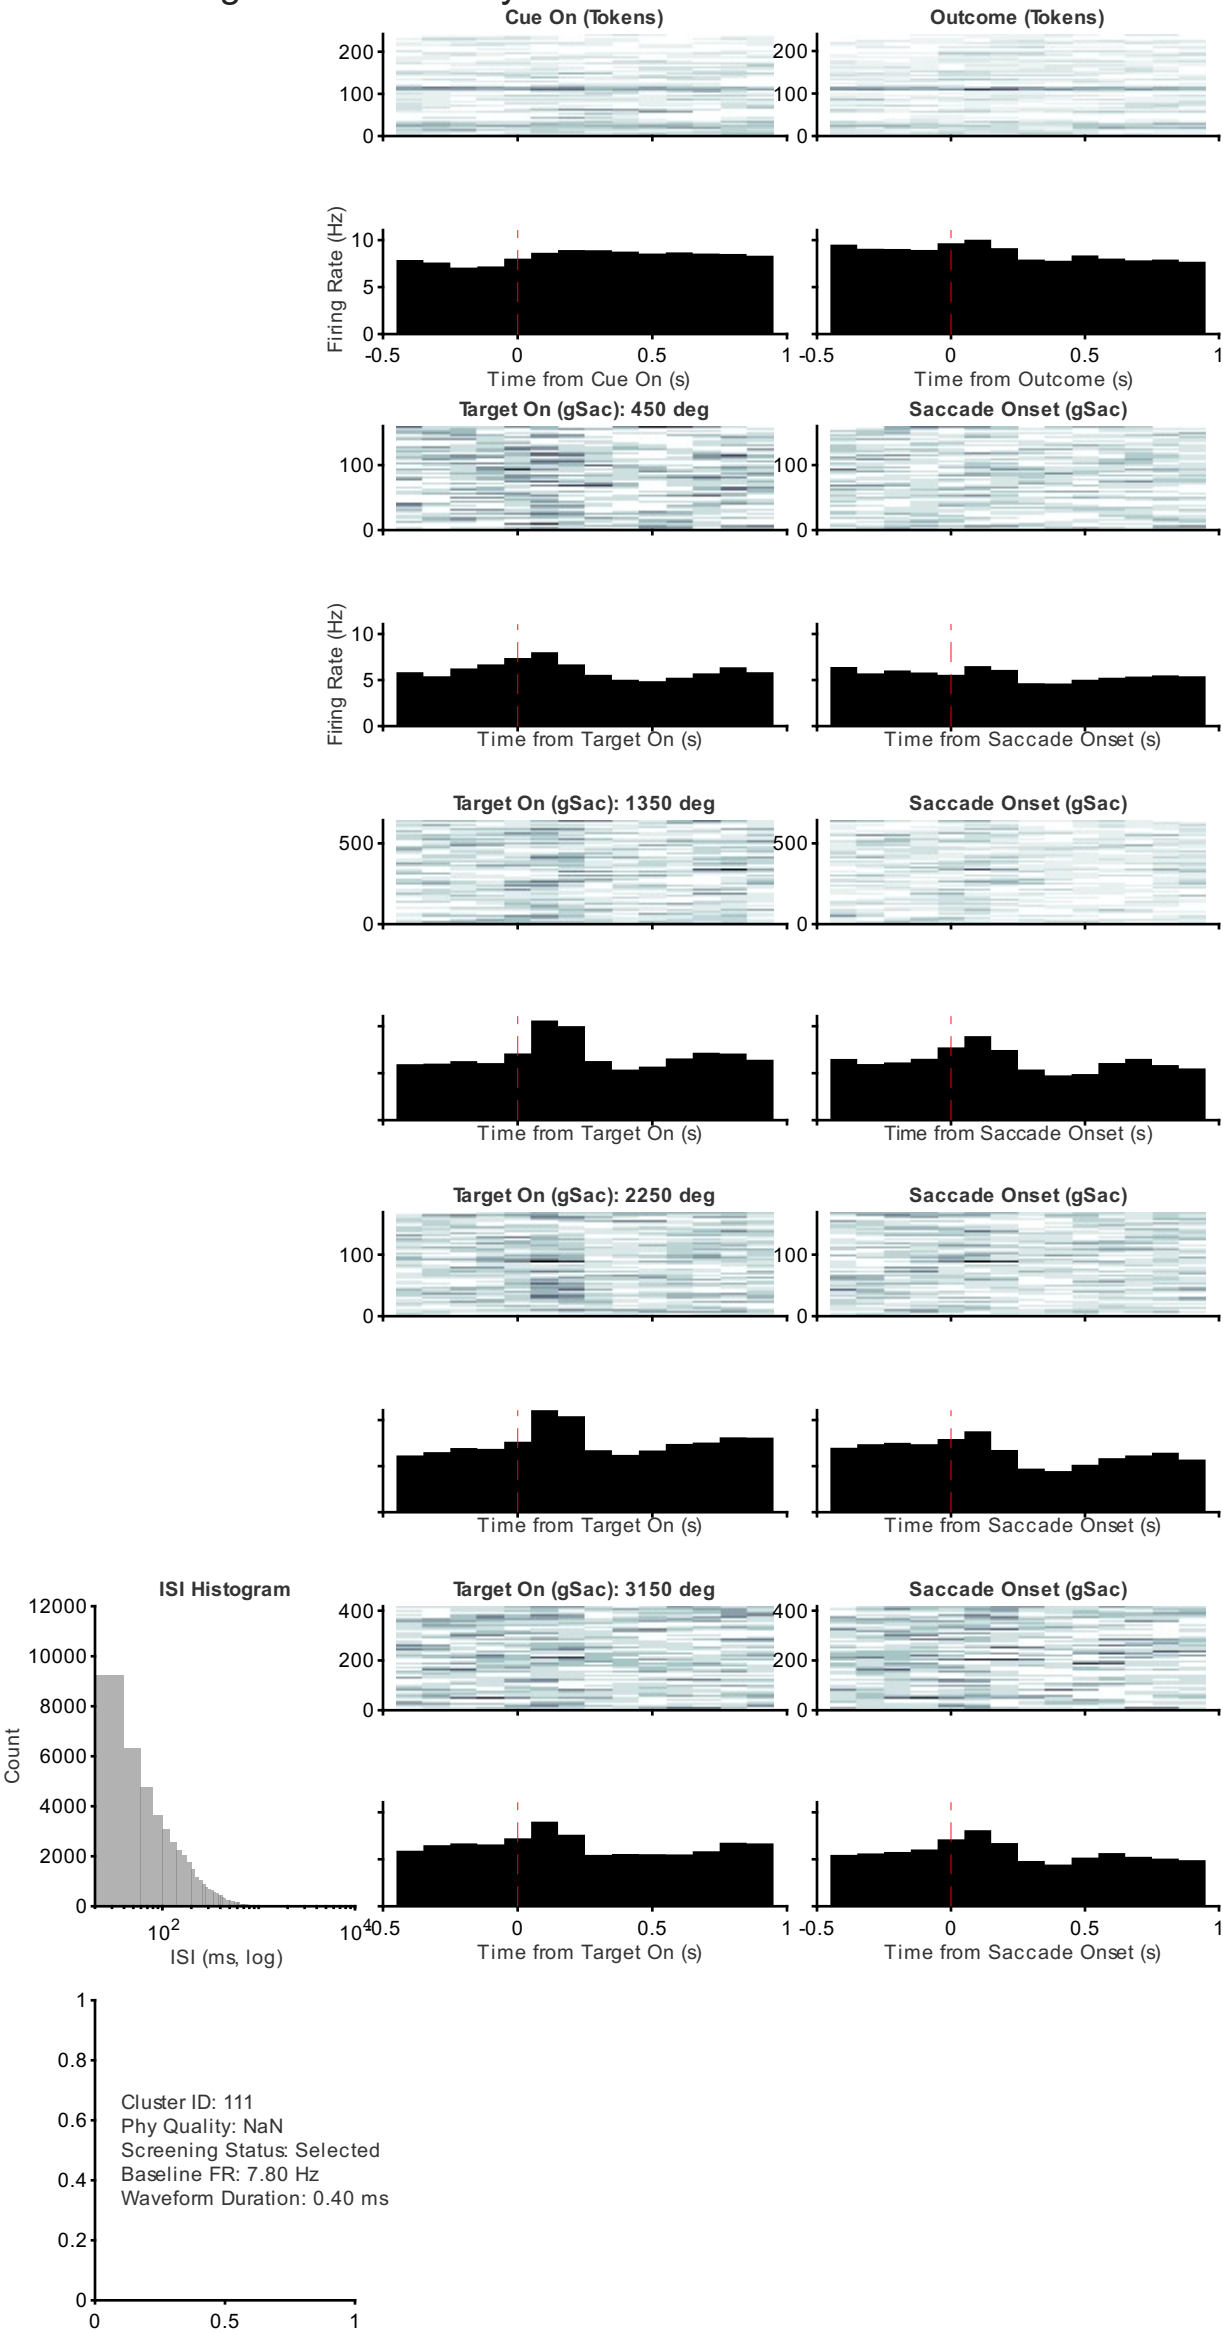 Cue On (Tokens)
Outcome (Tokens)
200
100
0
200
100
0
Firing Rate (Hz)
10
5
0
-0.5
0
0.5
1
Time from Cue On (s)
-0.5
0
0.5
1
Time from Outcome (s)
Target On (gSac): 450 deg
Saccade Onset (gSac)
100
0
100
0
Firing Rate (Hz)
10
5
0
Time from Target On (s)
Time from Saccade Onset (s)
Target On (gSac): 1350 deg
Saccade Onset (gSac)
500
0
500
0
Time from Target On (s)
Time from Saccade Onset (s)
Target On (gSac): 2250 deg
Saccade Onset (gSac)
100
0
100
0
Time from Target On (s)
Time from Saccade Onset (s)
ISI Histogram
12000
10000
8000
6000
4000
2000
0
Count
10²
10⁴
ISI (ms, log)
Target On (gSac): 3150 deg
Saccade Onset (gSac)
400
200
0
400
200
0
-0.5
0
0.5
1
Time from Target On (s)
-0.5
0
0.5
1
Time from Saccade Onset (s)
1
0.8
0.6
0.4
0.2
0
Cluster ID: 111
Phy Quality: NaN
Screening Status: Selected
Baseline FR: 7.80 Hz
Waveform Duration: 0.40 ms
0
0.5
1